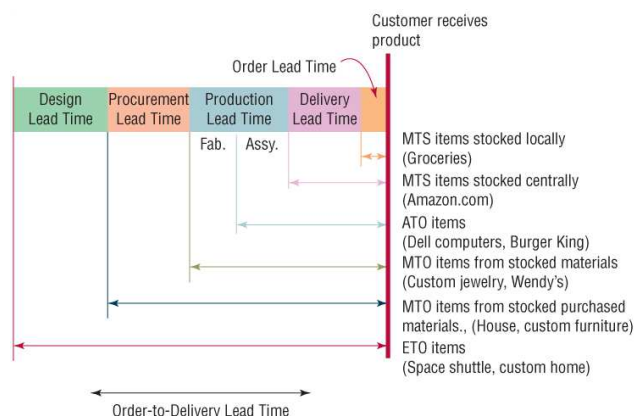 Customer receives
product
Order Lead Time
Design
Lead Time
Procurement
Lead Time
Production
Lead Time
Delivery
Lead Time
Fab.
Assy.
MTS items stocked locally
(Groceries)
MTS items stocked centrally
(Amazon.com)
ATO items
(Dell computers, Burger King)
MTO items from stocked materials
(Custom jewelry, Wendy's)
MTO items from stocked purchased
materials., (House, custom furniture)
ETO items
(Space shuttle, custom home)
Order-to-Delivery Lead Time